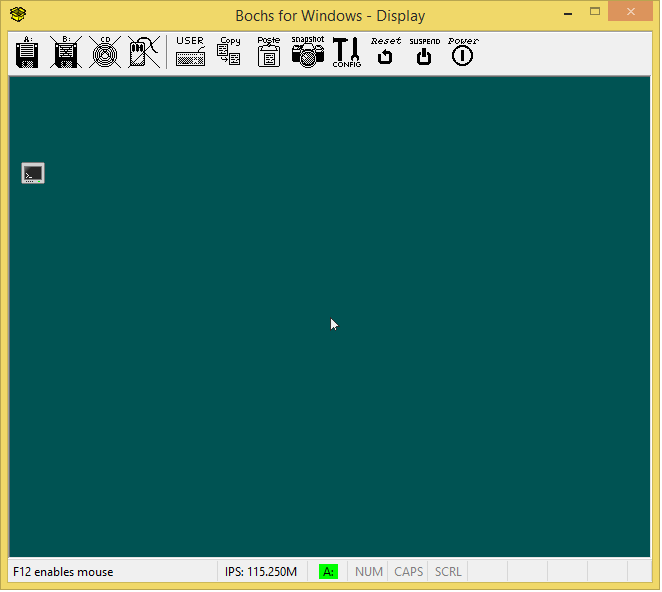 Bochs for Windows - Display
A: B: CD USER Copy Paste snapshot CONFIG Reset SUSPEND Power
F12 enables mouse IPS: 115.250M A: NUM CAPS SCRL